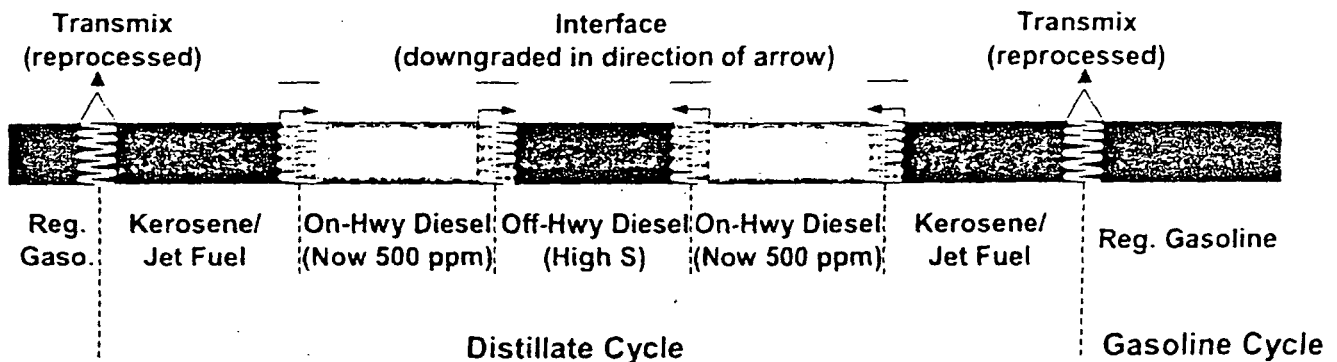 Transmix
(reprocessed)
Interface
(downgraded in direction of arrow)
Transmix
(reprocessed)
Reg.
Gaso.
Kerosene/
Jet Fuel
On-Hwy Diesel
(Now 500 ppm)
Off-Hwy Diesel
(High S)
On-Hwy Diesel
(Now 500 ppm)
Kerosene/
Jet Fuel
Reg. Gasoline
Distillate Cycle
Gasoline Cycle